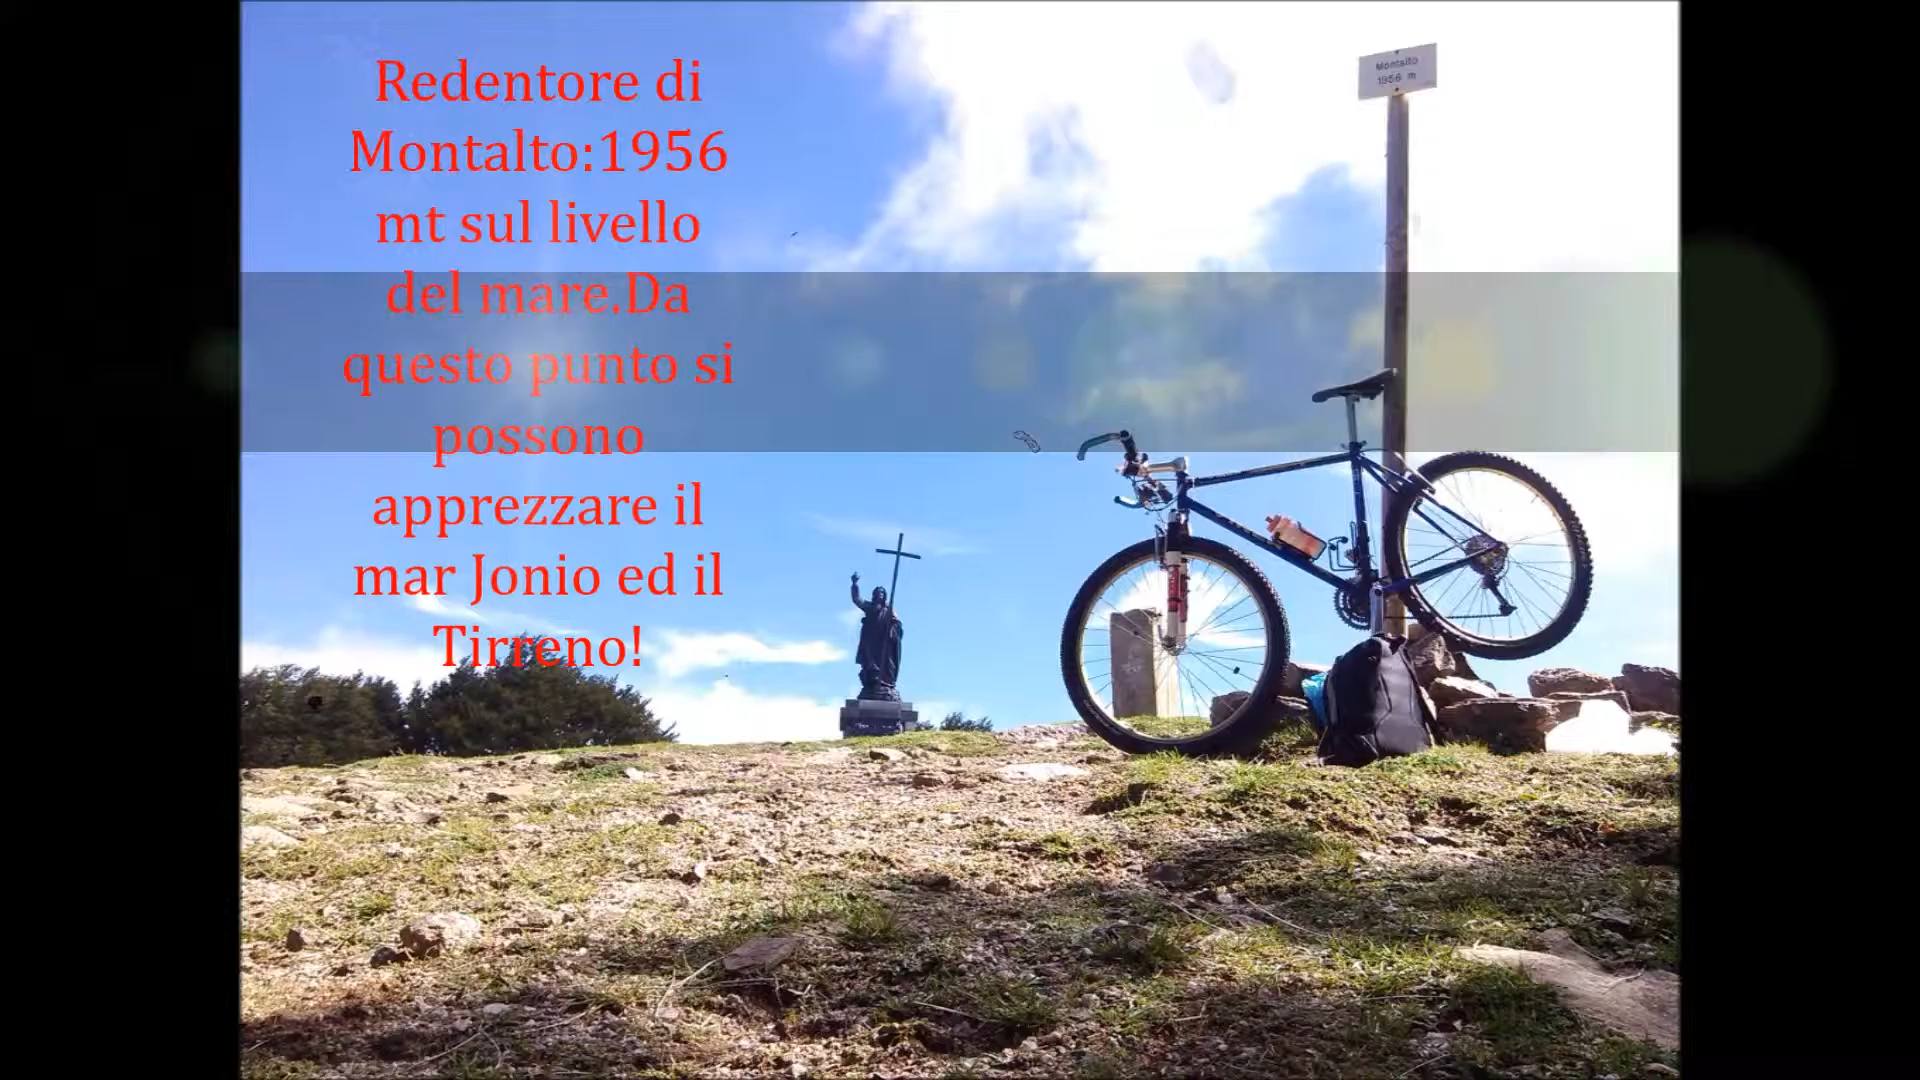 Redentore di
Montalto:1956
mt sul livello
del mare.Da
questo punto si
possono
apprezzare il
mar Jonio ed il
Tirreno!
Montalto
1956 m